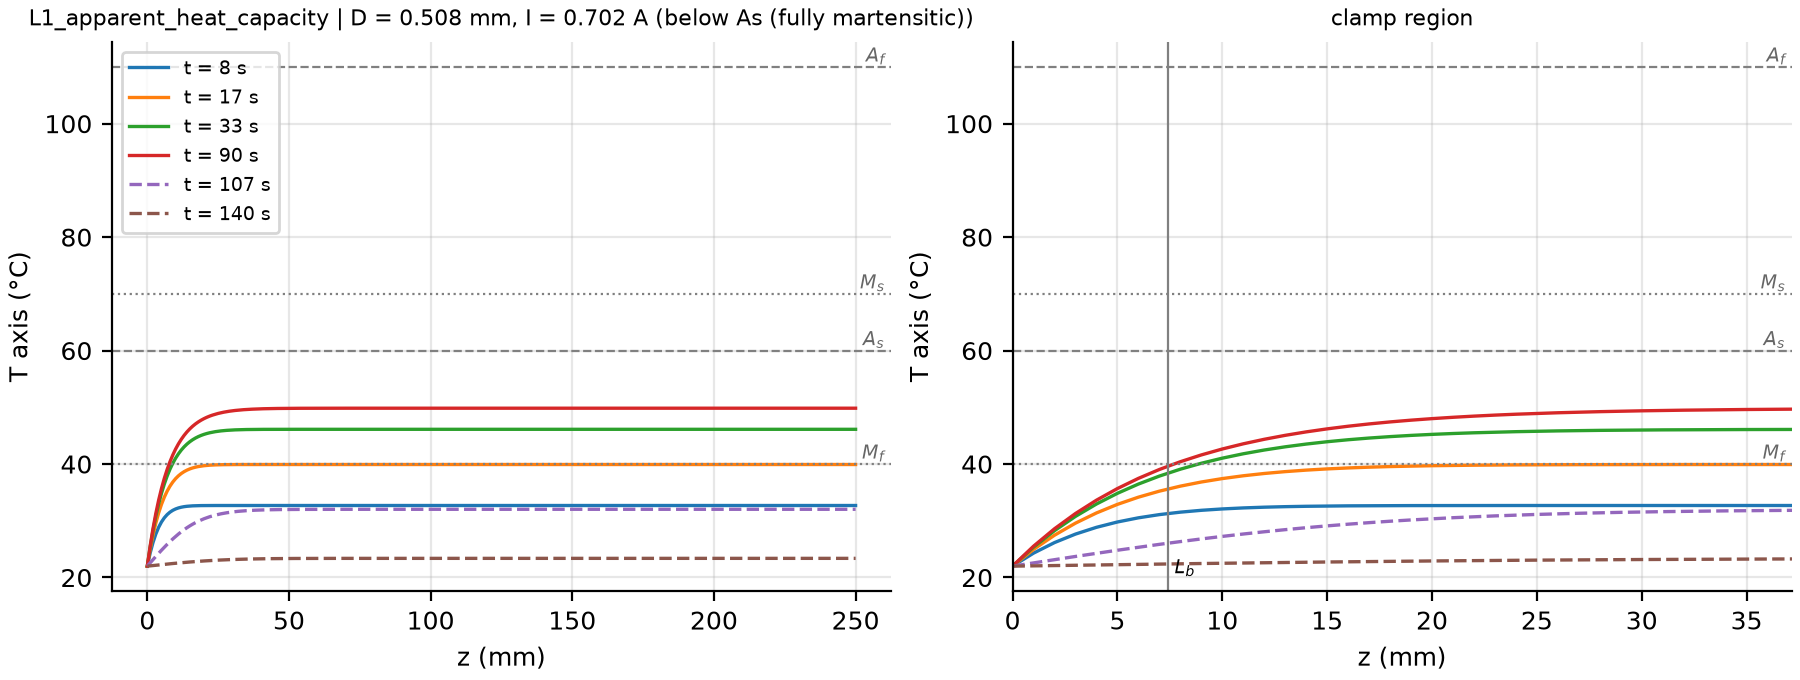 L1_apparent_heat_capacity | D = 0.508 mm, I = 0.702 A (below As (fully martensitic))
t = 8 s
t = 17 s
t = 33 s
t = 90 s
t = 107 s
t = 140 s
A_f
M_s
A_s
M_f
100
80
60
40
20
T axis (°C)
0
50
100
150
200
250
z (mm)
clamp region
A_f
M_s
A_s
M_f
L_b
100
80
60
40
20
T axis (°C)
0
5
10
15
20
25
30
35
z (mm)